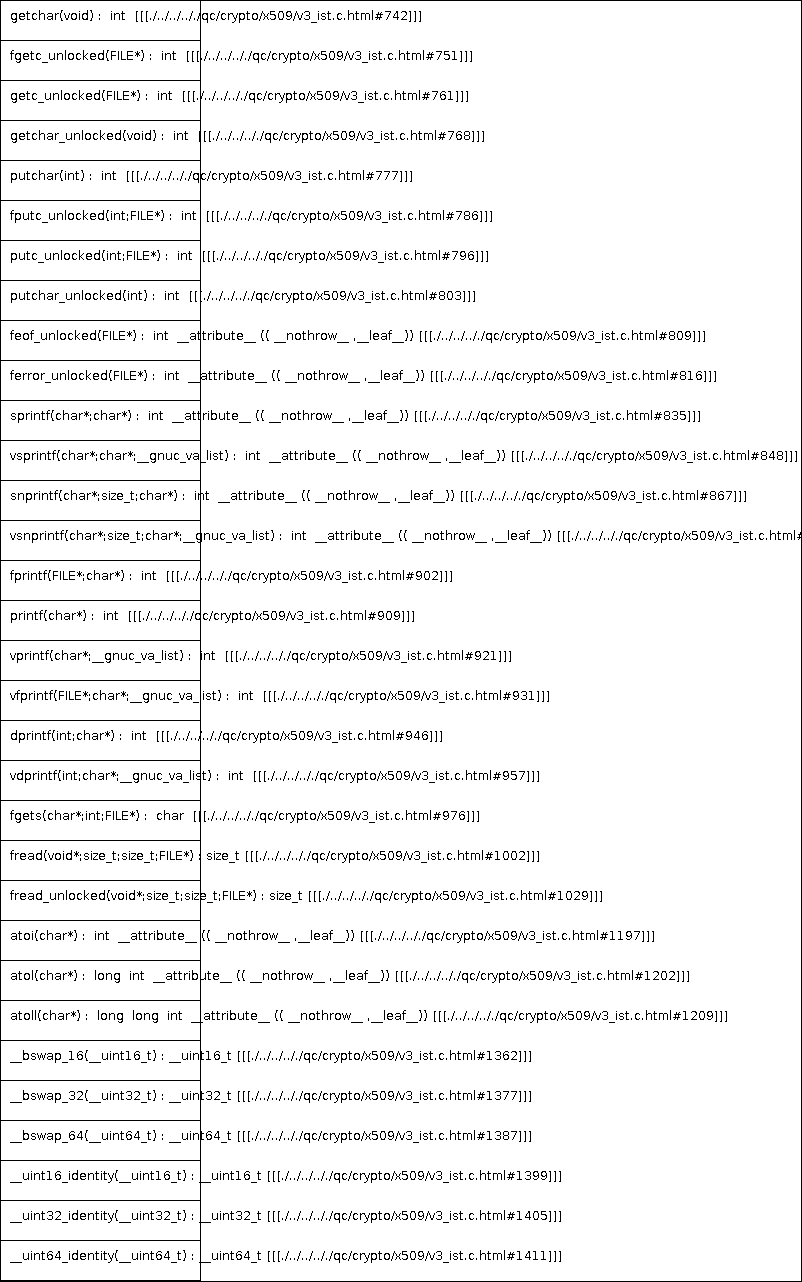 getchar(void) : int [[[./../../../../qc/crypto/x509/v3_ist.c.html#742]]]
fgetc_unlocked(FILE*) : int [[[./../../../../qc/crypto/x509/v3_ist.c.html#751]]]
getc_unlocked(FILE*) : int [[[./../../../../qc/crypto/x509/v3_ist.c.html#761]]]
getchar_unlocked(void) : int [[[./../../../../qc/crypto/x509/v3_ist.c.html#768]]]
putchar(int) : int [[[./../../../../qc/crypto/x509/v3_ist.c.html#777]]]
fputc_unlocked(int;FILE*) : int [[[./../../../../qc/crypto/x509/v3_ist.c.html#786]]]
putc_unlocked(int;FILE*) : int [[[./../../../../qc/crypto/x509/v3_ist.c.html#796]]]
putchar_unlocked(int) : int [[[./../../../../qc/crypto/x509/v3_ist.c.html#803]]]
feof_unlocked(FILE*) : int __attribute__ (( __nothrow__ ,__leaf__)) [[[./../../../../qc/crypto/x509/v3_ist.c.html#809]]]
ferror_unlocked(FILE*) : int __attribute__ (( __nothrow__ ,__leaf__)) [[[./../../../../qc/crypto/x509/v3_ist.c.html#816]]]
sprintf(char*;char*) : int __attribute__ (( __nothrow__ ,__leaf__)) [[[./../../../../qc/crypto/x509/v3_ist.c.html#835]]]
vsprintf(char*;char*;__gnuc_va_list) : int __attribute__ (( __nothrow__ ,__leaf__)) [[[./../../../../qc/crypto/x509/v3_ist.c.html#848]]]
snprintf(char*;size_t;char*) : int __attribute__ (( __nothrow__ ,__leaf__)) [[[./../../../../qc/crypto/x509/v3_ist.c.html#867]]]
vsnprintf(char*;size_t;char*;__gnuc_va_list) : int __attribute__ (( __nothrow__ ,__leaf__)) [[[./../../../../qc/crypto/x509/v3_ist.c.html#
fprintf(FILE*;char*) : int [[[./../../../../qc/crypto/x509/v3_ist.c.html#902]]]
printf(char*) : int [[[./../../../../qc/crypto/x509/v3_ist.c.html#909]]]
vprintf(char*;__gnuc_va_list) : int [[[./../../../../qc/crypto/x509/v3_ist.c.html#921]]]
vfprintf(FILE*;char*;__gnuc_va_list) : int [[[./../../../../qc/crypto/x509/v3_ist.c.html#931]]]
dprintf(int;char*) : int [[[./../../../../qc/crypto/x509/v3_ist.c.html#946]]]
vdprintf(int;char*;__gnuc_va_list) : int [[[./../../../../qc/crypto/x509/v3_ist.c.html#957]]]
fgets(char*;int;FILE*) : char [[[./../../../../qc/crypto/x509/v3_ist.c.html#976]]]
fread(void*;size_t;size_t;FILE*) : size_t [[[./../../../../qc/crypto/x509/v3_ist.c.html#1002]]]
fread_unlocked(void*;size_t;size_t;FILE*) : size_t [[[./../../../../qc/crypto/x509/v3_ist.c.html#1029]]]
atoi(char*) : int __attribute__ (( __nothrow__ ,__leaf__)) [[[./../../../../qc/crypto/x509/v3_ist.c.html#1197]]]
atol(char*) : long int __attribute__ (( __nothrow__ ,__leaf__)) [[[./../../../../qc/crypto/x509/v3_ist.c.html#1202]]]
atoll(char*) : long long int __attribute__ (( __nothrow__ ,__leaf__)) [[[./../../../../qc/crypto/x509/v3_ist.c.html#1209]]]
__bswap_16(__uint16_t) : __uint16_t [[[./../../../../qc/crypto/x509/v3_ist.c.html#1362]]]
__bswap_32(__uint32_t) : __uint32_t [[[./../../../../qc/crypto/x509/v3_ist.c.html#1377]]]
__bswap_64(__uint64_t) : __uint64_t [[[./../../../../qc/crypto/x509/v3_ist.c.html#1387]]]
__uint16_identity(__uint16_t) : __uint16_t [[[./../../../../qc/crypto/x509/v3_ist.c.html#1399]]]
__uint32_identity(__uint32_t) : __uint32_t [[[./../../../../qc/crypto/x509/v3_ist.c.html#1405]]]
__uint64_identity(__uint64_t) : __uint64_t [[[./../../../../qc/crypto/x509/v3_ist.c.html#1411]]]